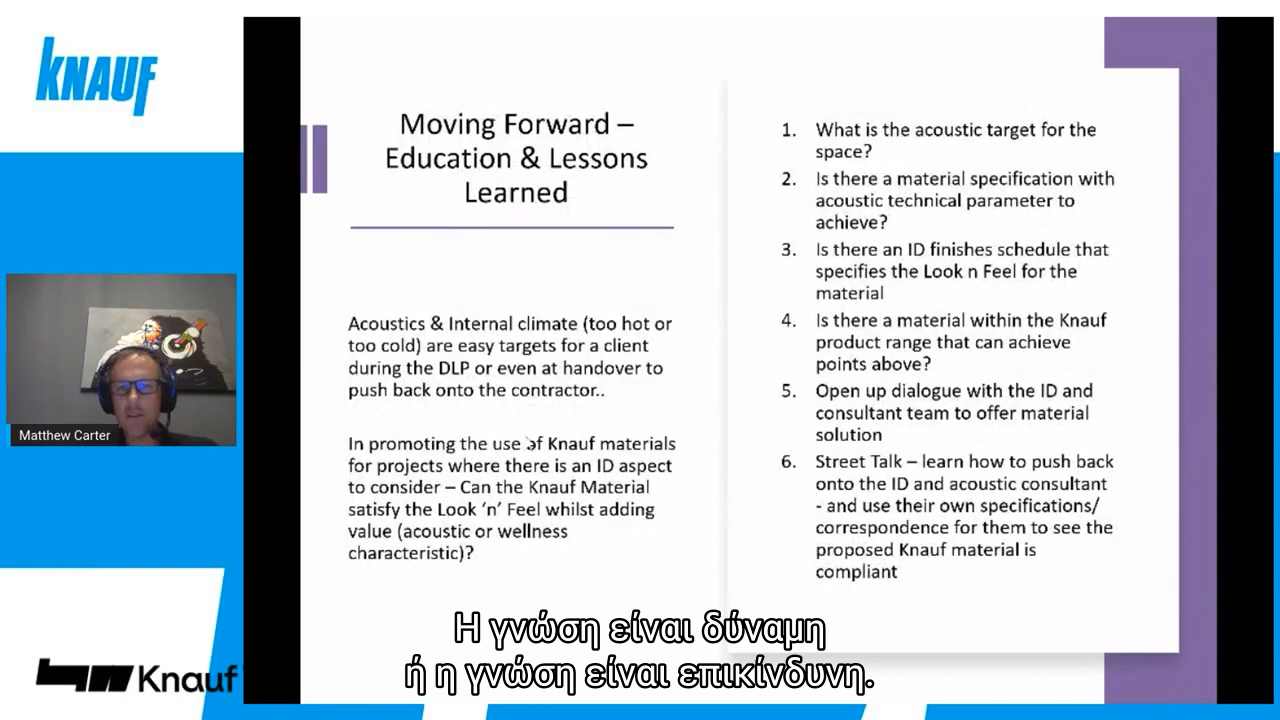 KNAUF
Moving Forward –
Education & Lessons
Learned
Acoustics & Internal climate (too hot or
too cold) are easy targets for a client
during the DLP or even at handover to
push back onto the contractor..
In promoting the use of Knauf materials
for projects where there is an ID aspect
to consider – Can the Knauf Material
satisfy the Look 'n' Feel whilst adding
value (acoustic or wellness
characteristic)?
1. What is the acoustic target for the
space?
2. Is there a material specification with
acoustic technical parameter to
achieve?
3. Is there an ID finishes schedule that
specifies the Look n Feel for the
material
4. Is there a material within the Knauf
product range that can achieve
points above?
5. Open up dialogue with the ID and
consultant team to offer material
solution
6. Street Talk – learn how to push back
onto the ID and acoustic consultant
- and use their own specifications/
correspondence for them to see the
proposed Knauf material is
compliant
Matthew Carter
Η γνώση είναι δύναμη
ή η γνώση είναι επικίνδυνη.
Knauf